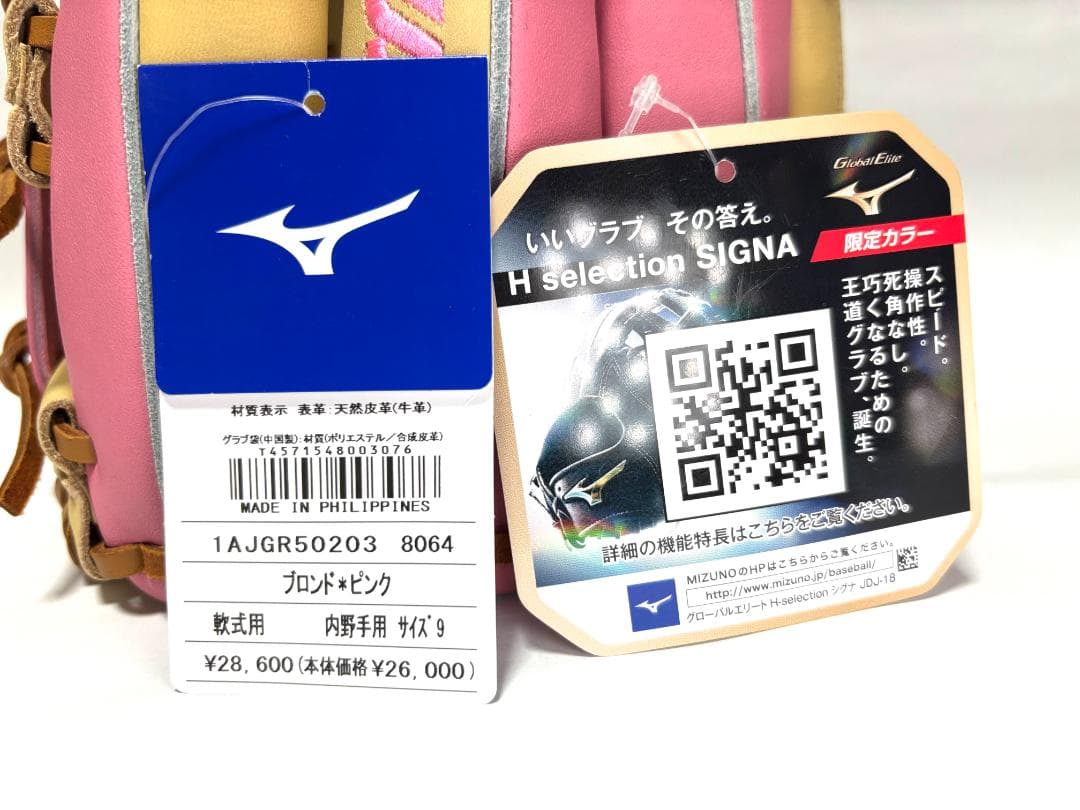 材質表示 表革:天然皮革(牛革)
グラブ袋(中国製):材質(ポリエステル/合成皮革)
T4571548003076
MADE IN PHILIPPINES
1AJGR50203 8064
ブロンド*ピンク
軟式用 内野手用 サイズ9
¥28,600(本体価格¥26,000)
GlobalElite
いいグラブ。その答え。
限定カラー
H selection SIGNA
スピード。
操作性。
死角なし。
巧くなるための
王道グラブ、誕生。
詳細の機能特長はこちらをご覧ください。
MIZUNOのHPはこちらからご覧ください。
http://www.mizuno.jp/baseball/
グローバルエリート H-selection シグナ JDJ-18